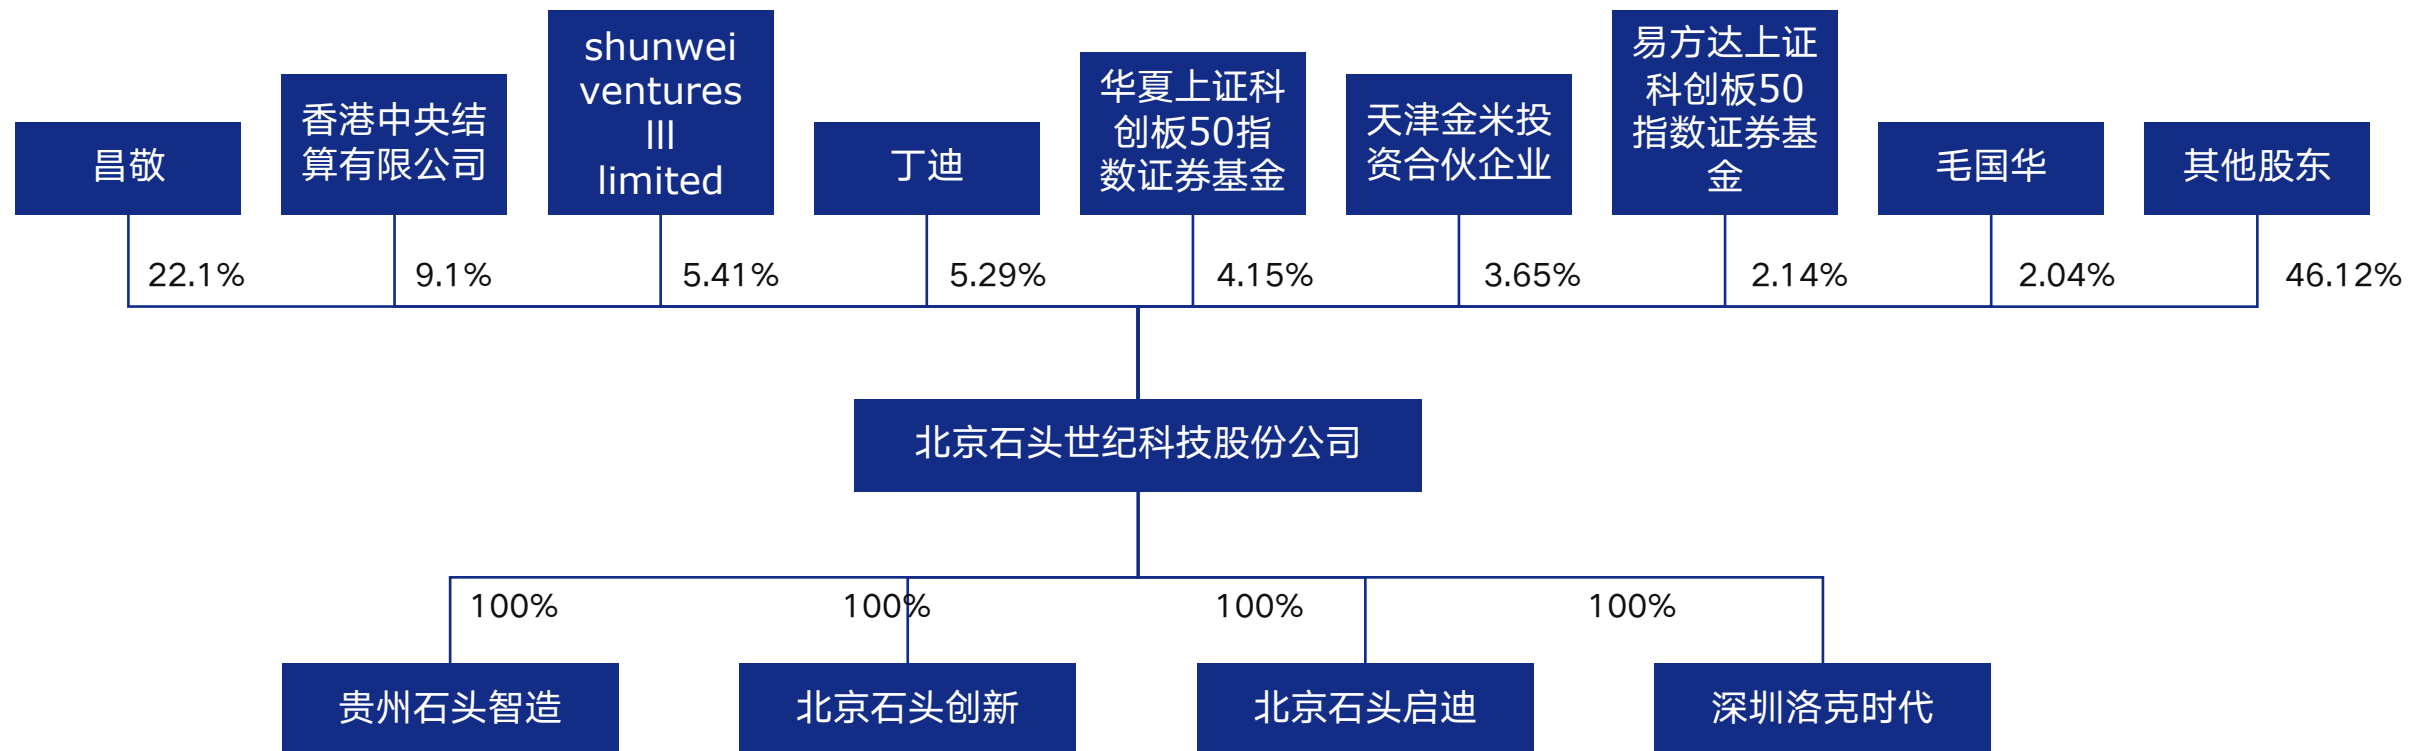 昌敬
香港中央结
算有限公司
shunwei
ventures
lll
limited
丁迪
华夏上证科
创板50指
数证券基金
天津金米投
资合伙企业
易方达上证
科创板50
指数证券基
金
毛国华
其他股东
22.1%
9.1%
5.41%
5.29%
4.15%
3.65%
2.14%
2.04%
46.12%
北京石头世纪科技股份公司
100%
100%
100%
100%
贵州石头智造
北京石头创新
北京石头启迪
深圳洛克时代